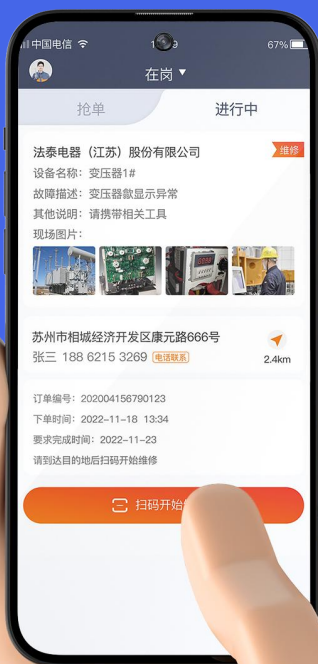 中国电信 67%
在岗
抢单 进行中
法泰电器（江苏）股份有限公司 维修
设备名称：变压器1#
故障描述：变压器歙显示异常
其他说明：请携带相关工具
现场图片：
苏州市相城经济开发区康元路666号
张三 188 6215 3269 电话联系 2.4km
订单编号：202004156790123
下单时间：2022-11-18 13:34
要求完成时间：2022-11-23
请到达目的地后扫码开始维修
扫码开始